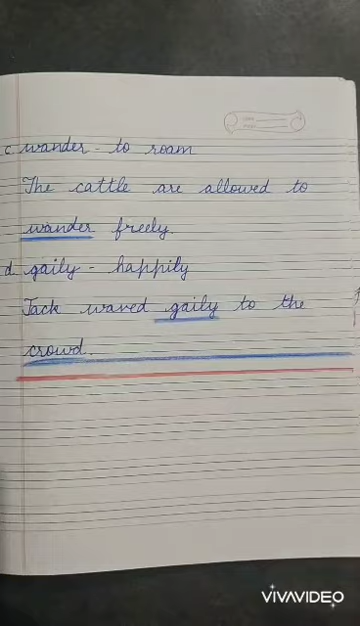 c wander - to roam
The cattle are allowed to
wander freely.
d gaily - happily
Jack waved gaily to the
crowd.
VIVAVIDEO